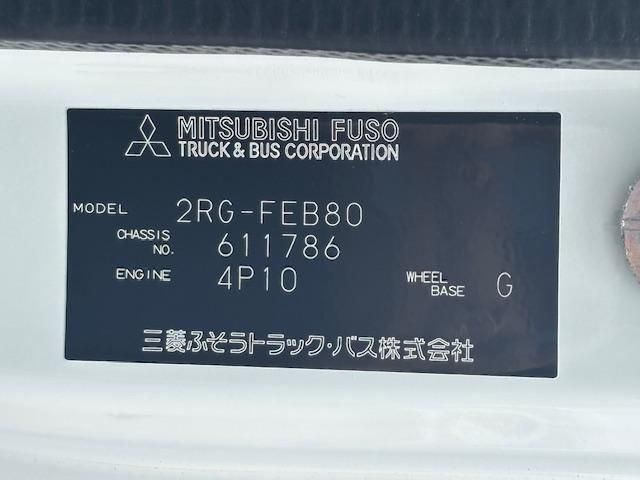 MITSUBISHI FUSO
TRUCK & BUS CORPORATION
MODEL 2RG-FEB80
CHASSIS NO. 611786
ENGINE 4P10 WHEEL BASE G
三菱ふそうトラック・バス株式会社